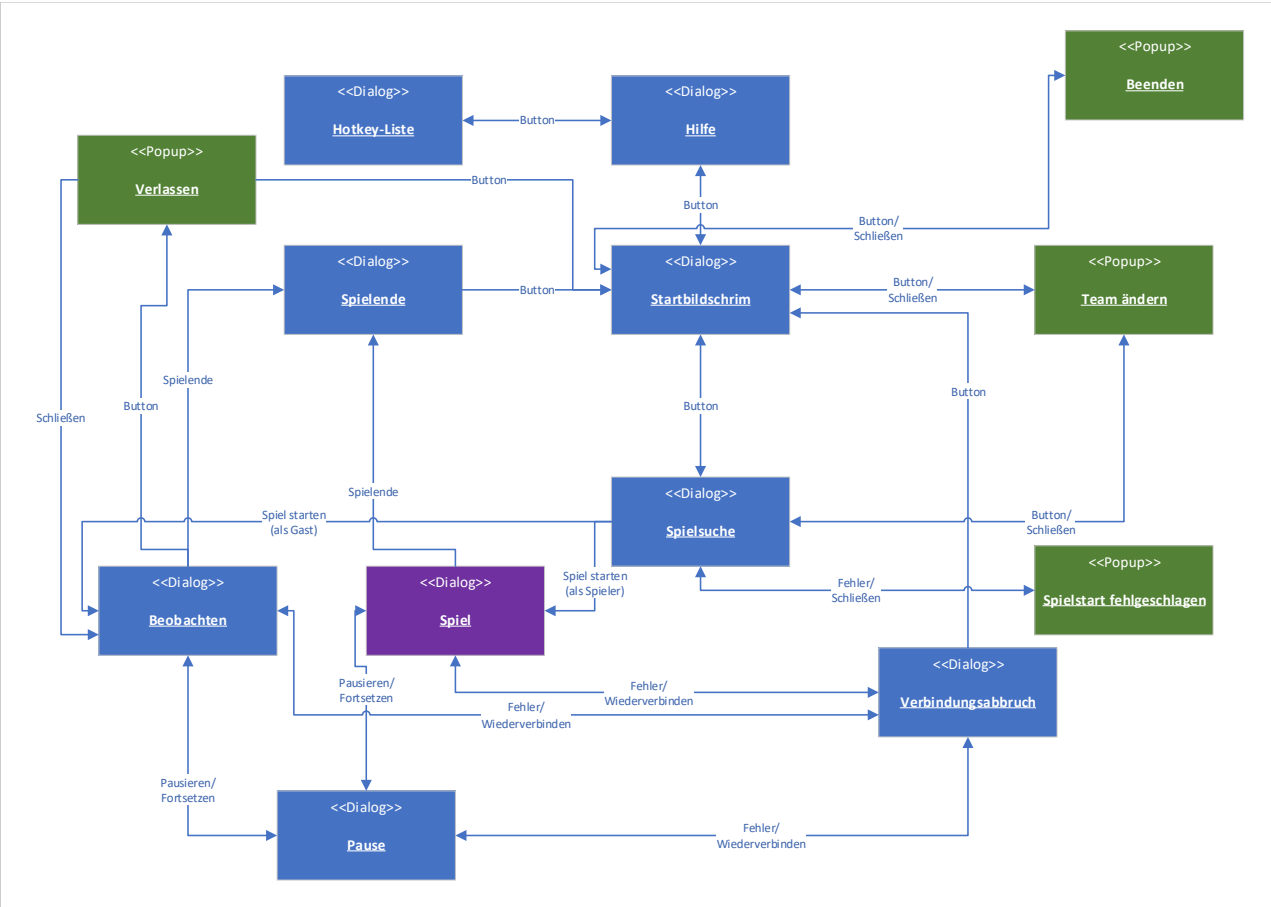 <<Popup>>
Beenden
<<Dialog>>
Hotkey-Liste
Button
<<Dialog>>
Hilfe
<<Popup>>
Verlassen
Button
Button
Button/
Schließen
<<Dialog>>
Spielende
Button
<<Dialog>>
Startbildschrim
Button/
Schließen
<<Popup>>
Team ändern
Spielende
Button
Schließen
Button
Button
Spielende
<<Dialog>>
Spielsuche
Spiel starten
(als Gast)
Button/
Schließen
<<Popup>>
Spielstart fehlgeschlagen
Spiel starten
(als Spieler)
Fehler/
Schließen
<<Dialog>>
Beobachten
<<Dialog>>
Spiel
<<Dialog>>
Verbindungsabbruch
Pausieren/
Fortsetzen
Fehler/
Wiederverbinden
Fehler/
Wiederverbinden
Pausieren/
Fortsetzen
<<Dialog>>
Pause
Fehler/
Wiederverbinden